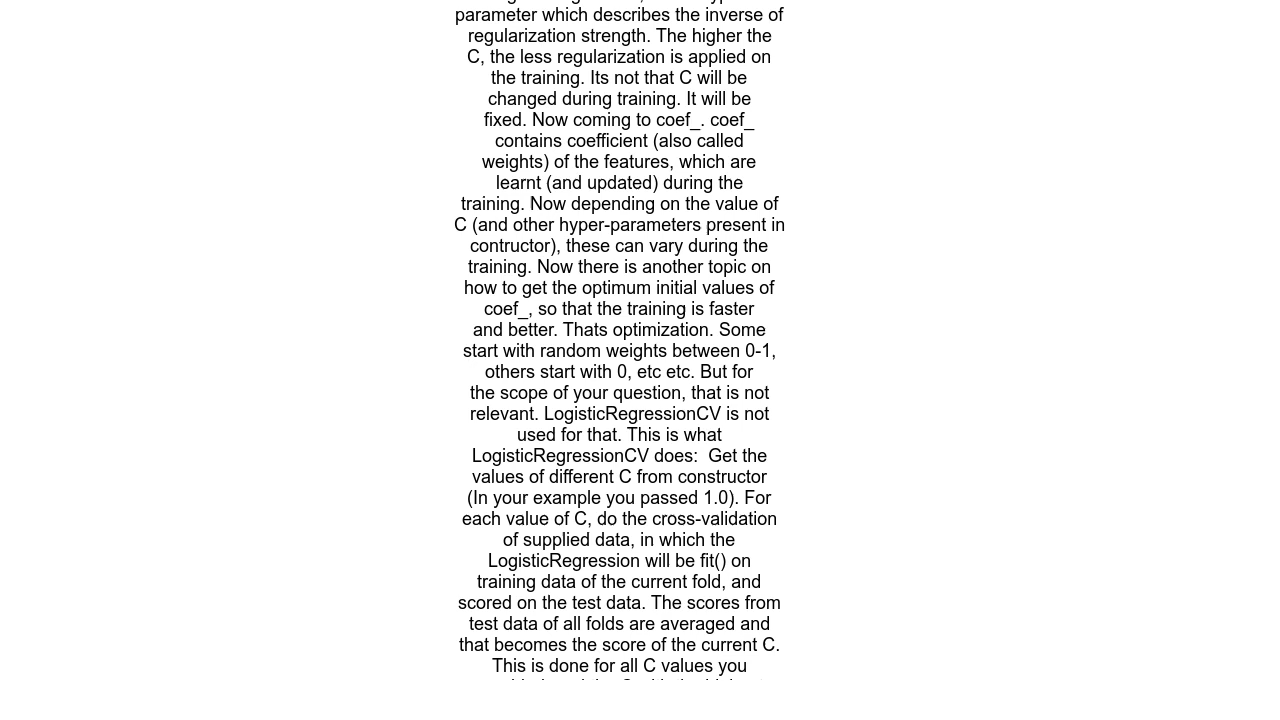 parameter which describes the inverse of
regularization strength. The higher the
C, the less regularization is applied on
the training. Its not that C will be
changed during training. It will be
fixed. Now coming to coef_. coef_
contains coefficient (also called
weights) of the features, which are
learnt (and updated) during the
training. Now depending on the value of
C (and other hyper-parameters present in
contructor), these can vary during the
training. Now there is another topic on
how to get the optimum initial values of
coef_, so that the training is faster
and better. Thats optimization. Some
start with random weights between 0-1,
others start with 0, etc etc. But for
the scope of your question, that is not
relevant. LogisticRegressionCV is not
used for that. This is what
LogisticRegressionCV does:  Get the
values of different C from constructor
(In your example you passed 1.0). For
each value of C, do the cross-validation
of supplied data, in which the
LogisticRegression will be fit() on
training data of the current fold, and
scored on the test data. The scores from
test data of all folds are averaged and
that becomes the score of the current C.
This is done for all C values you